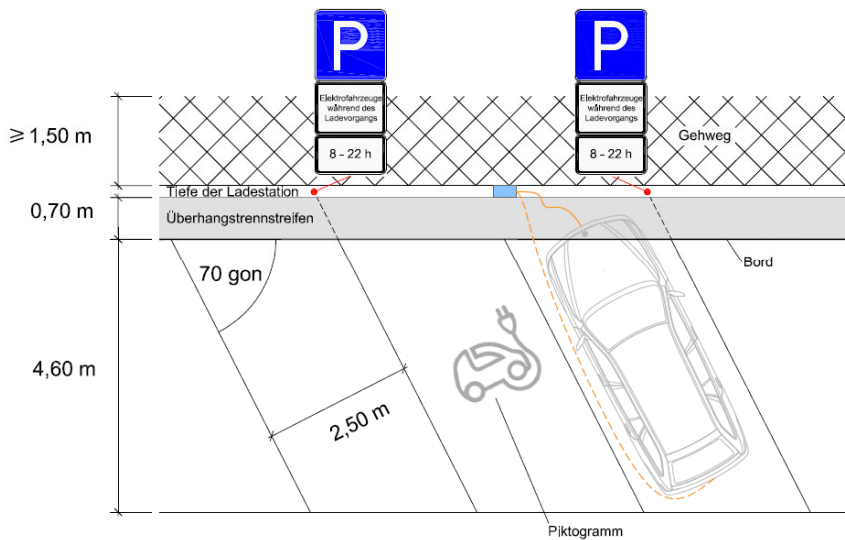 P
P
Elektrofahrzeuge
während des
Ladevorgangs
Elektrofahrzeuge
während des
Ladevorgangs
8 - 22 h
8 - 22 h
⩾ 1,50 m
Gehweg
Tiefe der Ladestation
0,70 m
Überhangtrennstreifen
Bord
70 gon
4,60 m
2,50 m
Piktogramm